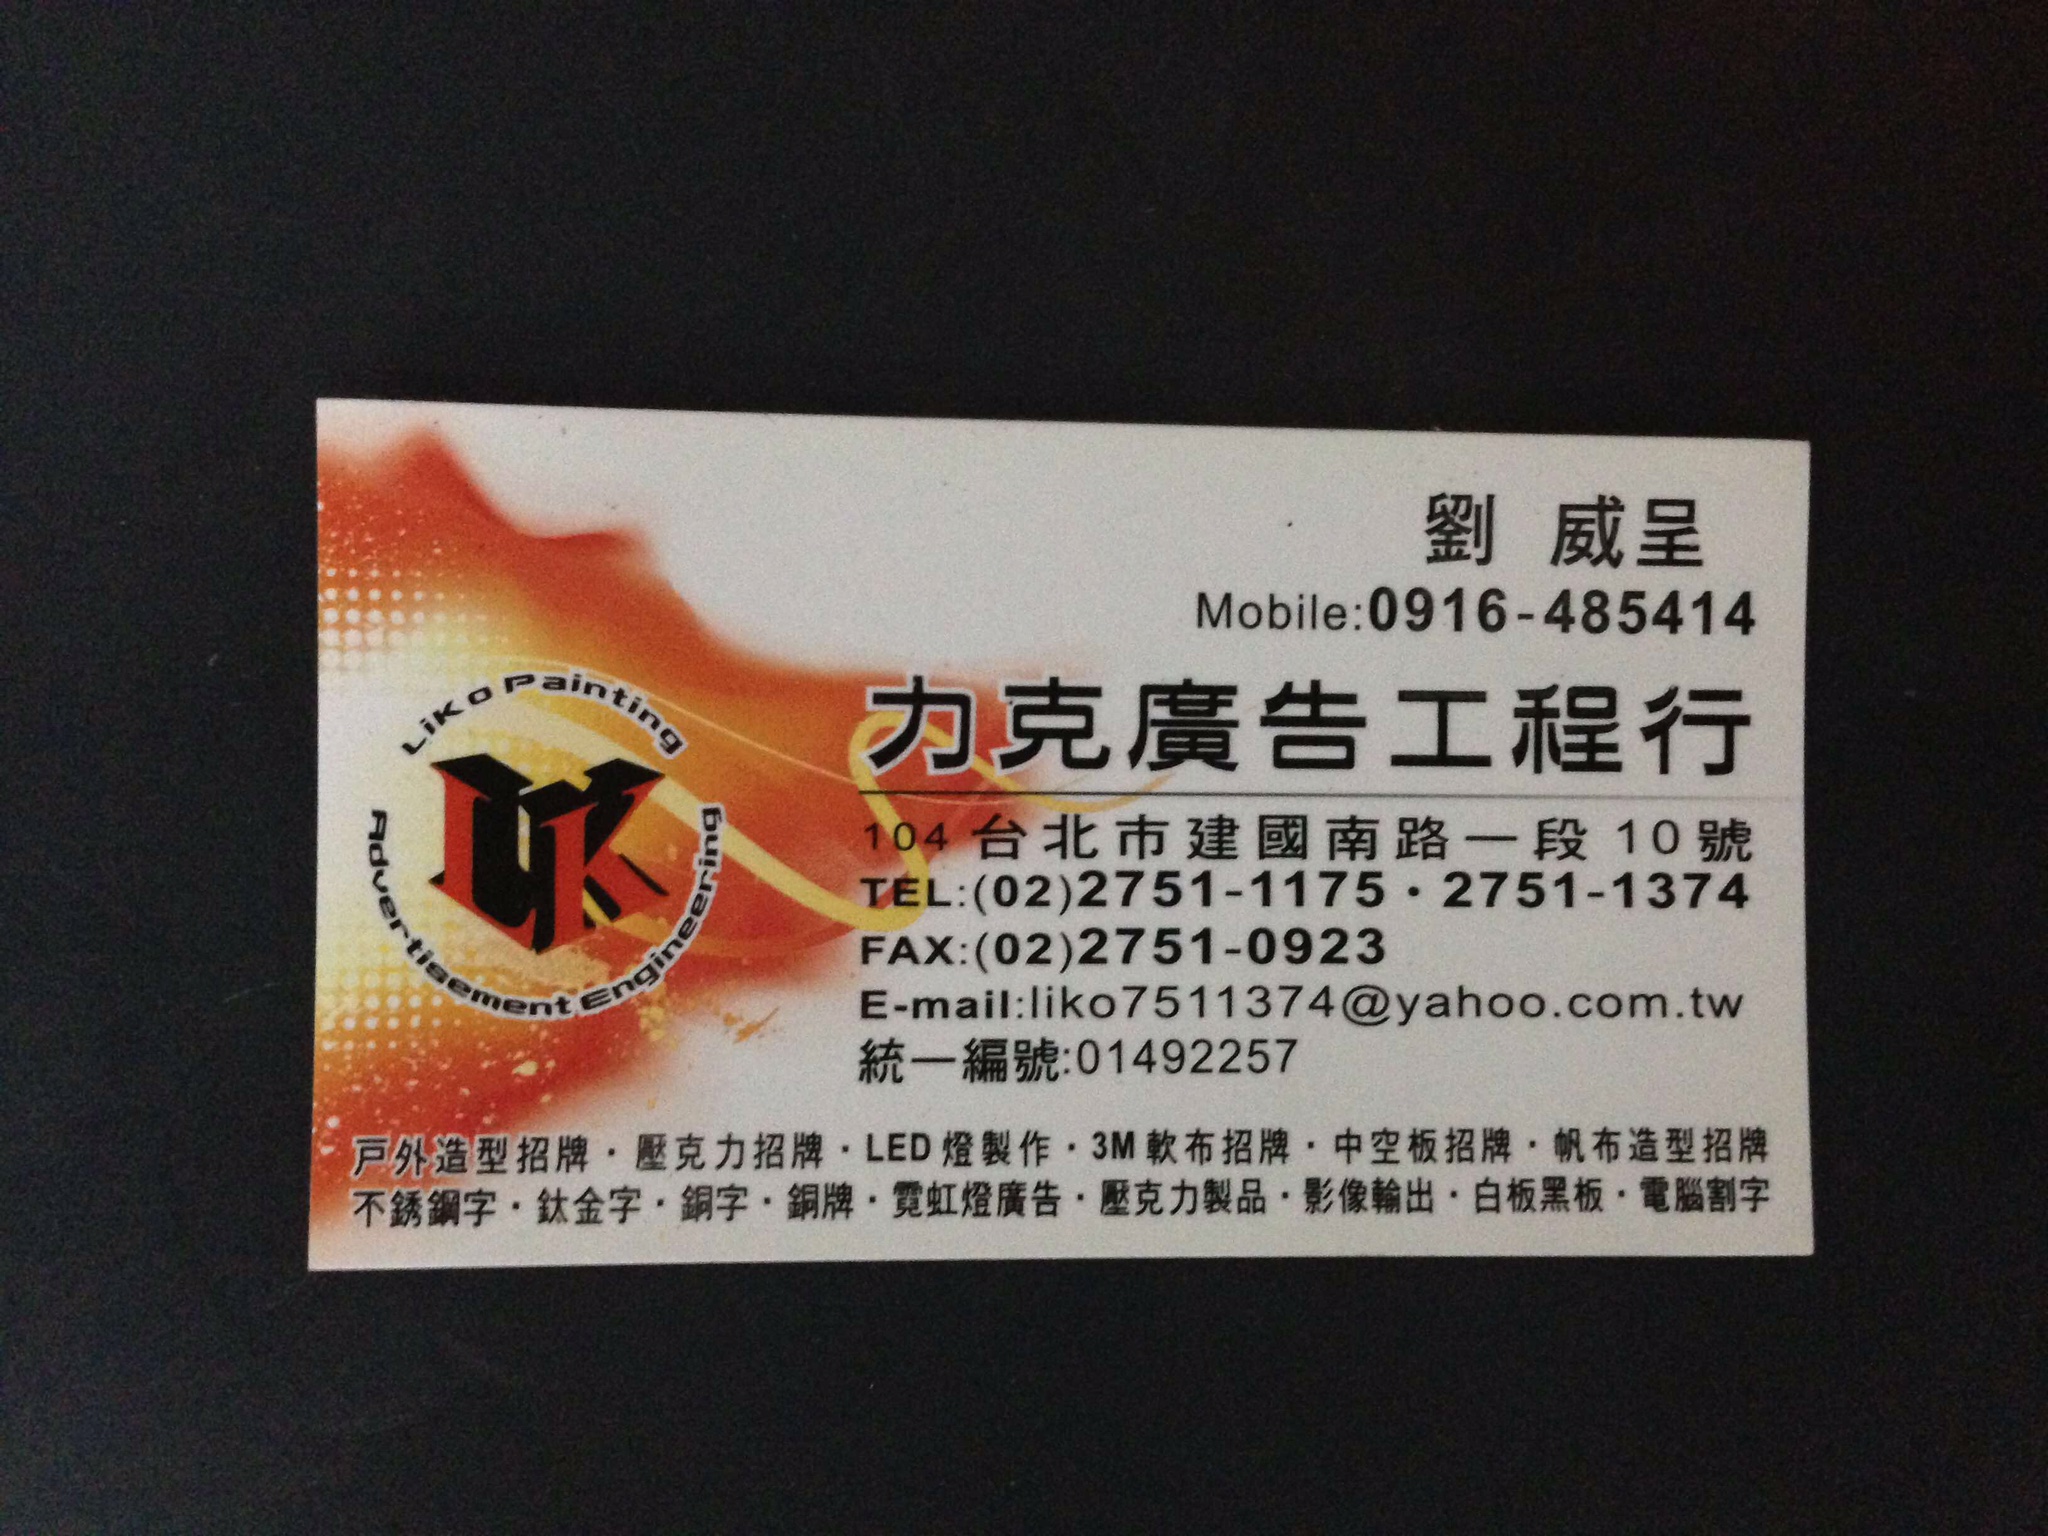 劉 威呈
Mobile:0916-485414
LiKo Painting
Advertisement Engineering
LK
力克廣告工程行
104 台北市建國南路一段10號
TEL:(02)2751-1175・2751-1374
FAX:(02)2751-0923
E-mail:liko7511374@yahoo.com.tw
統一編號:01492257
戶外造型招牌・壓克力招牌・LED 燈製作・3M 軟布招牌・中空板招牌・帆布造型招牌
不銹鋼字・鈦金字・銅字・銅牌・霓虹燈廣告・壓克力製品・影像輸出・白板黑板・電腦割字